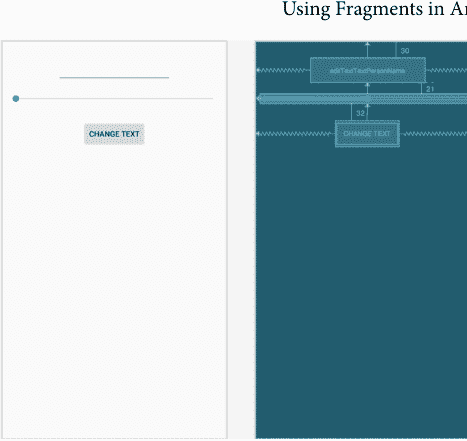 Using Fragments in An
30
editTextTextPersonName
21
32
CHANGE TEXT
CHANGE TEXT